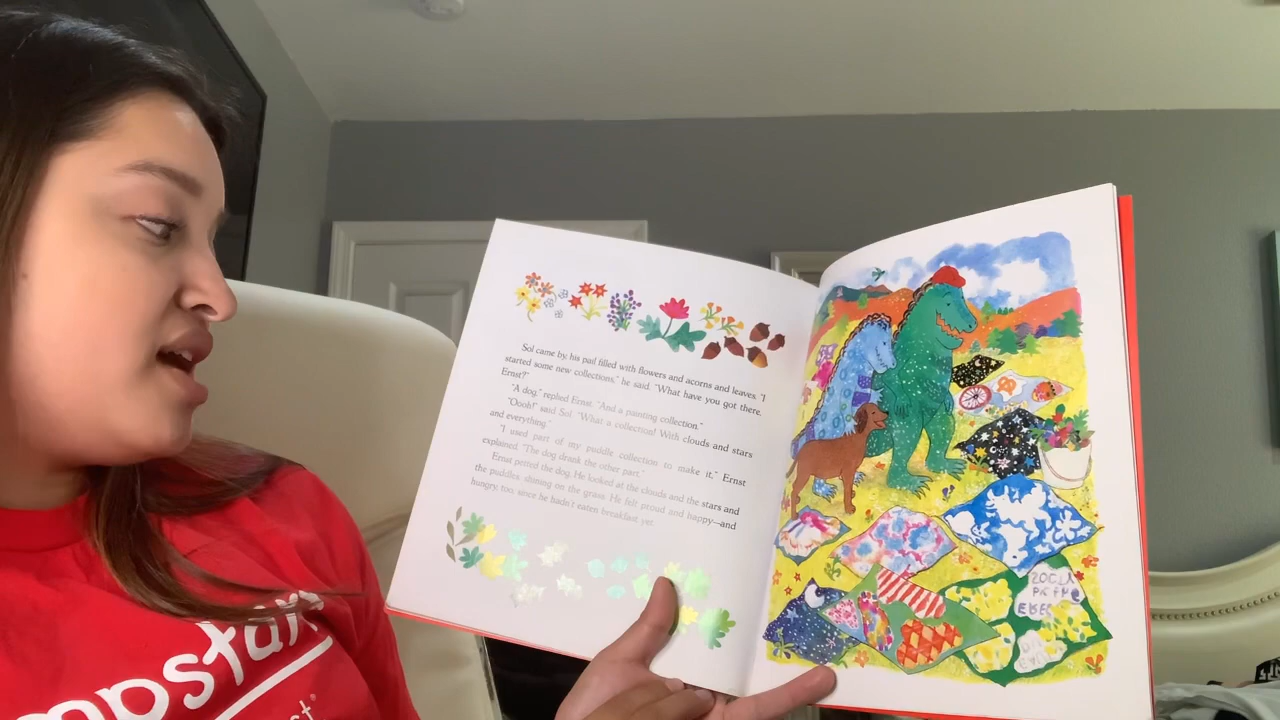 Sol came by, his pail filled with flowers and acorns and leaves. "I
started some new collections," he said. "What have you got there,
Ernst?"
"A dog," replied Ernst. "And a painting collection."
"Oooh!" said Sol. "What a collection! With clouds and stars
and everything."
"I used part of my puddle collection to make it," Ernst
explained. "The dog drank the other part."
Ernst petted the dog. He looked at the clouds and the stars and
the puddles, shining on the grass. He felt proud and happy—and
hungry, too, since he hadn't eaten breakfast yet.